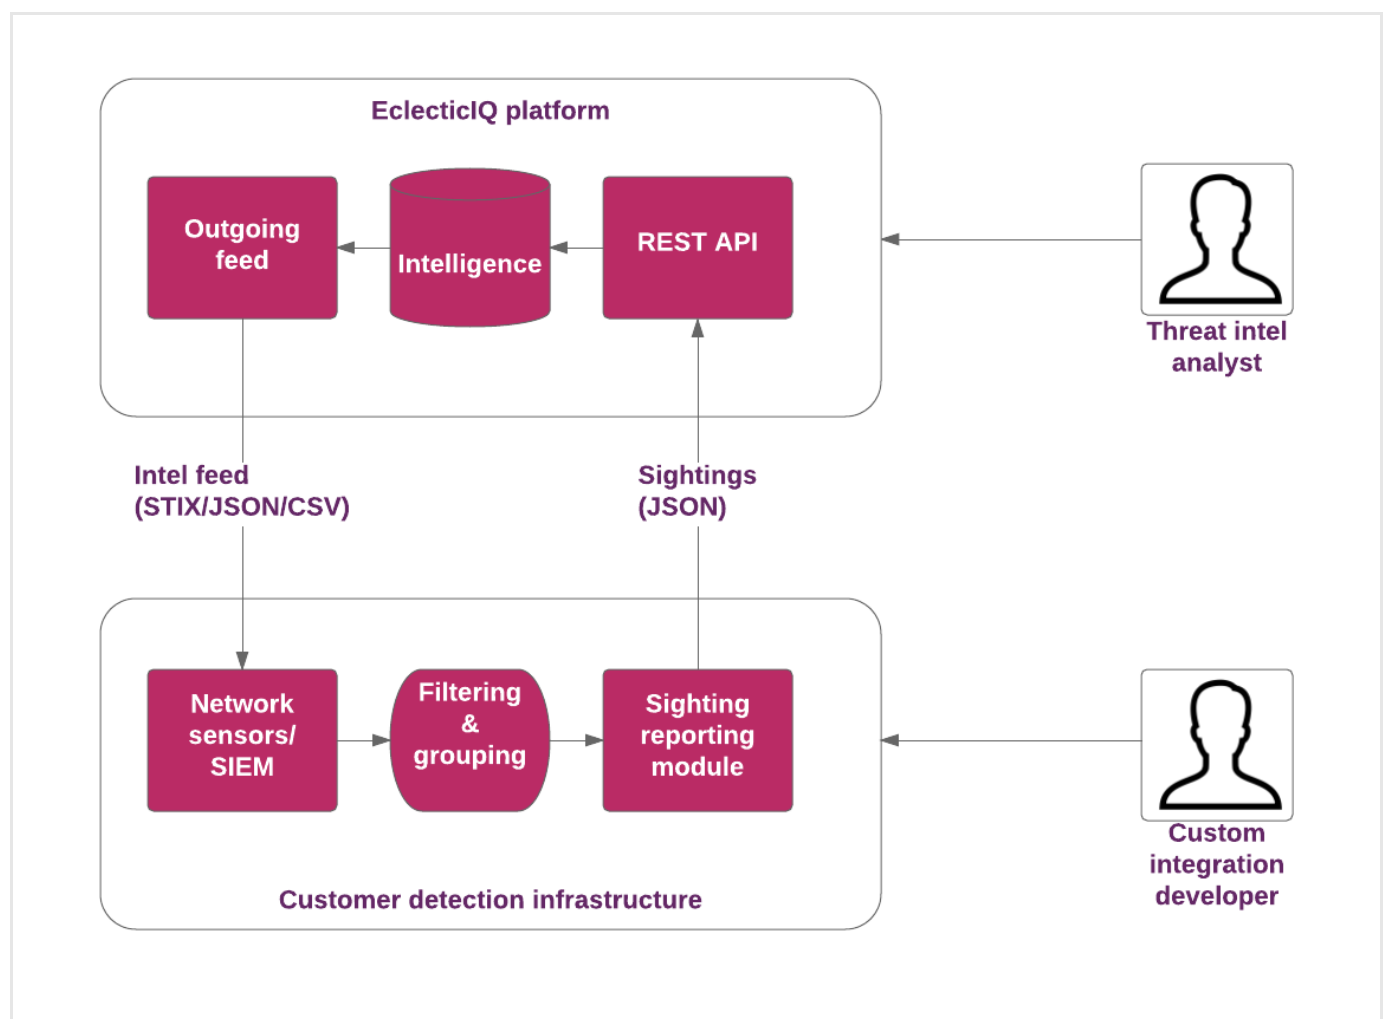 EclecticIQ platform
Outgoing
feed
Intelligence
REST API
Threat intel
analyst
Intel feed
(STIX/JSON/CSV)
Sightings
(JSON)
Network
sensors/
SIEM
Filtering
&
grouping
Sighting
reporting
module
Custom
integration
developer
Customer detection infrastructure